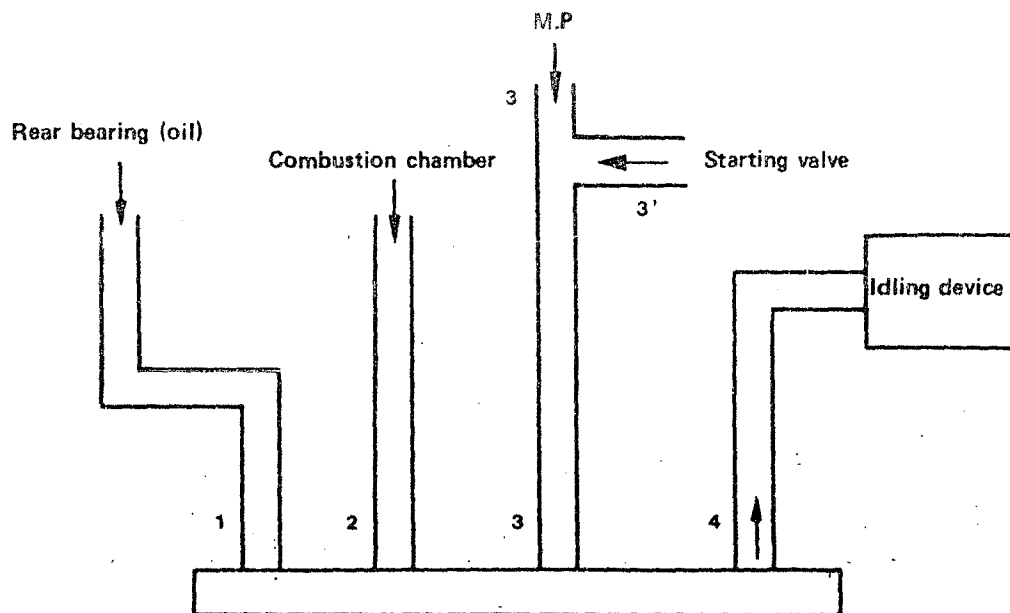 M.P
3
Rear bearing (oil)
Combustion chamber
Starting valve
3'
Idling device
1
2
3
4